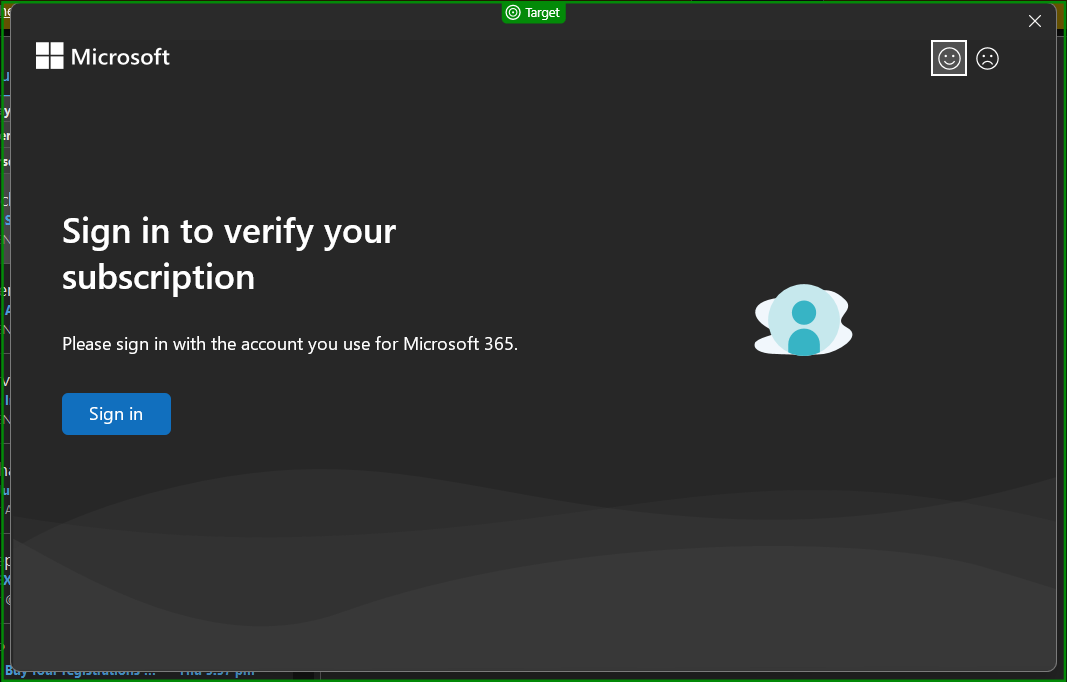 Target
Microsoft
Sign in to verify your
subscription
Please sign in with the account you use for Microsoft 365.
Sign in